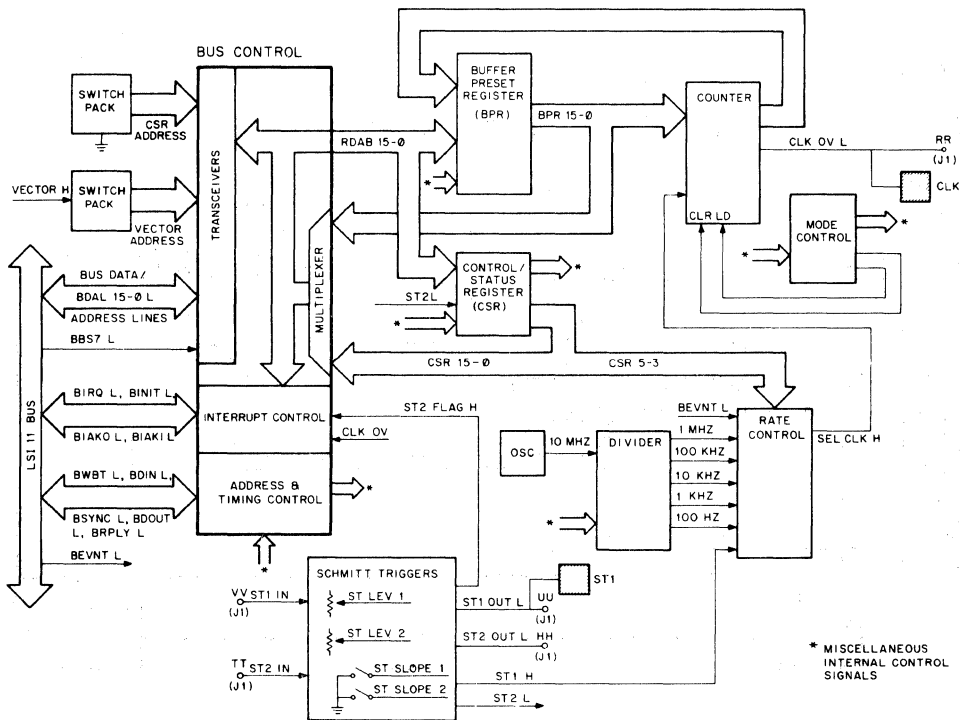 BUS CONTROL
SWITCH
PACK
CSR
ADDRESS
VECTOR H
SWITCH
PACK
VECTOR
ADDRESS
TRANSCEIVERS
RDAB 15-0
BUFFER
PRESET
REGISTER
(BPR)
*
BPR 15-0
COUNTER
CLR LD
CLK OV L
RR
(J1)
CLK
MODE
CONTROL
*
*
MULTIPLEXER
CONTROL/
STATUS
REGISTER
(CSR)
*
ST2L
*
CSR 15-0
CSR 5-3
LSI 11 BUS
BUS DATA/
BDAL 15-0 L
ADDRESS LINES
BBS7 L
BIRQ L, BINIT L,
BIAKO L, BIAKI L
INTERRUPT CONTROL
ST2 FLAG H
CLK OV
BWBT L, BDIN L,
BSYNC L, BDOUT
L, BRPLY L
ADDRESS &
TIMING CONTROL
*
*
BEVNT L
OSC
10 MHZ
DIVIDER
*
BEVNT L
1 MHZ
100 KHZ
10 KHZ
1 KHZ
100 HZ
RATE
CONTROL
SEL CLK H
SCHMITT TRIGGERS
VV
(J1)
ST1 IN
ST LEV 1
ST LEV 2
TT
(J1)
ST2 IN
ST SLOPE 1
ST SLOPE 2
ST1 OUT L
UU
(J1)
ST1
ST2 OUT L
HH
(J1)
ST1 H
ST2 L
* MISCELLANEOUS
INTERNAL CONTROL
SIGNALS